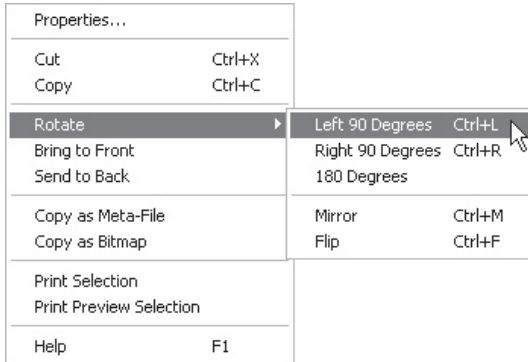 Properties...
Cut Ctrl+X
Copy Ctrl+C
Rotate
Bring to Front
Send to Back
Copy as Meta-File
Copy as Bitmap
Print Selection
Print Preview Selection
Help F1
Left 90 Degrees Ctrl+L
Right 90 Degrees Ctrl+R
180 Degrees
Mirror Ctrl+M
Flip Ctrl+F